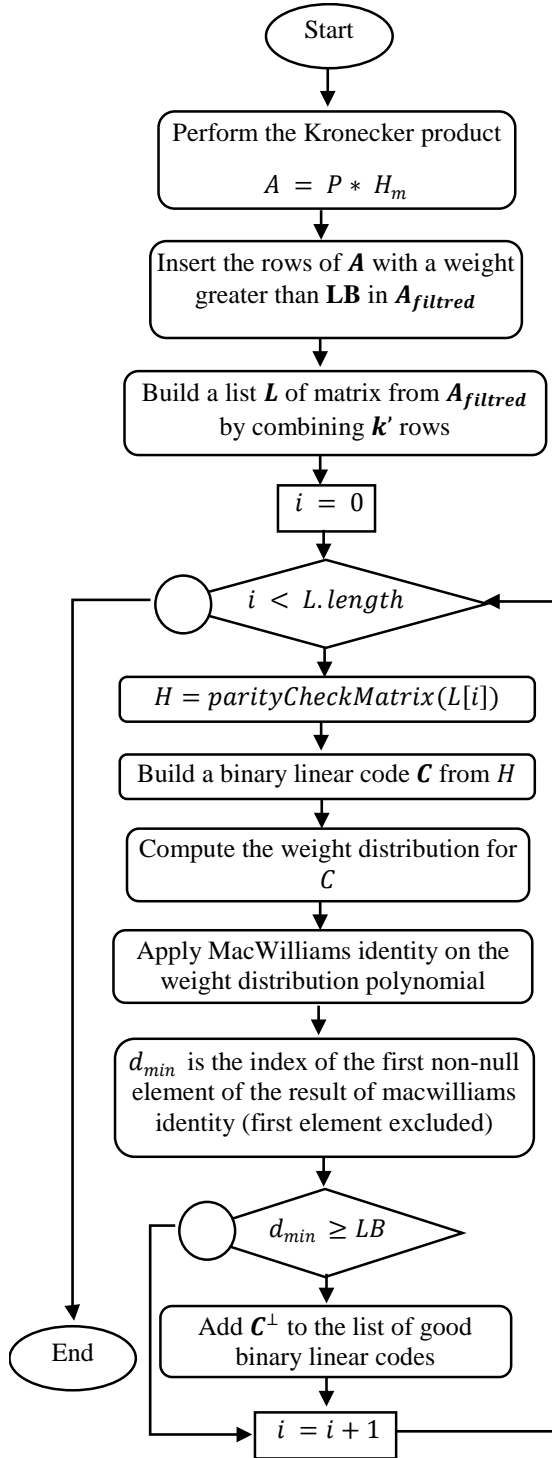 Start
Perform the Kronecker product
A = P * H_m
Insert the rows of A with a weight
greater than LB in A_filtred
Build a list L of matrix from A_filtred
by combining k' rows
i = 0
i < L.length
H = parityCheckMatrix(L[i])
Build a binary linear code C from H
Compute the weight distribution for
C
Apply MacWilliams identity on the
weight distribution polynomial
d_min is the index of the first non-null
element of the result of macwilliams
identity (first element excluded)
d_min ≥ LB
Add C^⊥ to the list of good
binary linear codes
End
i = i + 1